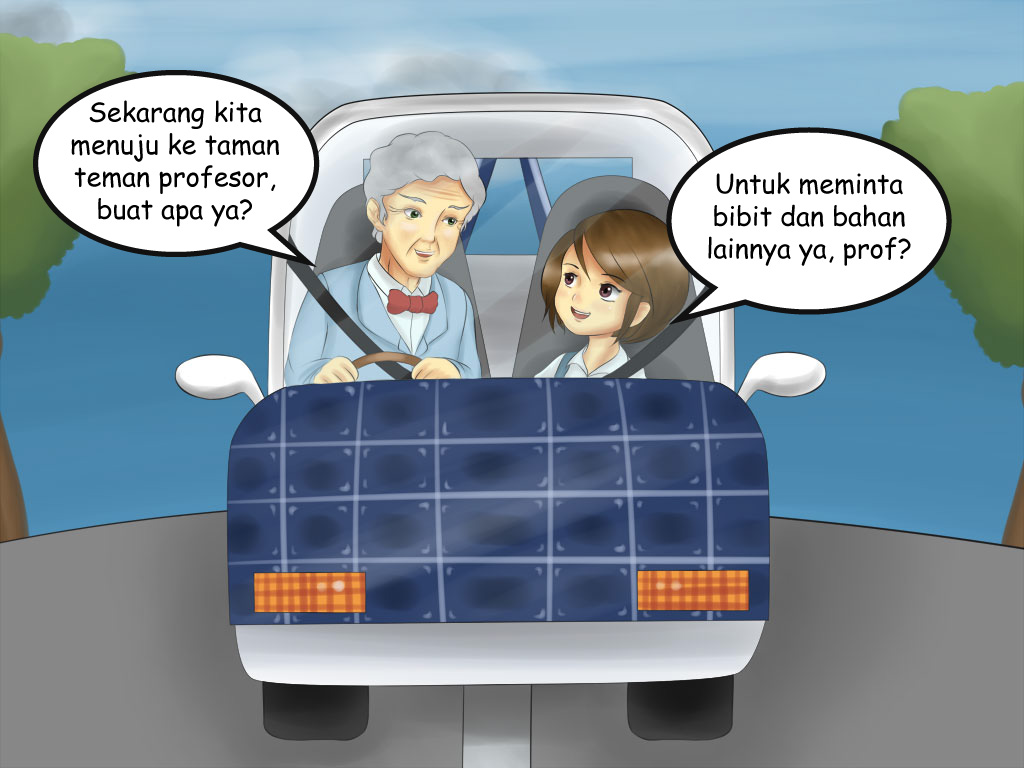 Sekarang kita
menuju ke taman
teman profesor,
buat apa ya?
Untuk meminta
bibit dan bahan
lainnya ya, prof?